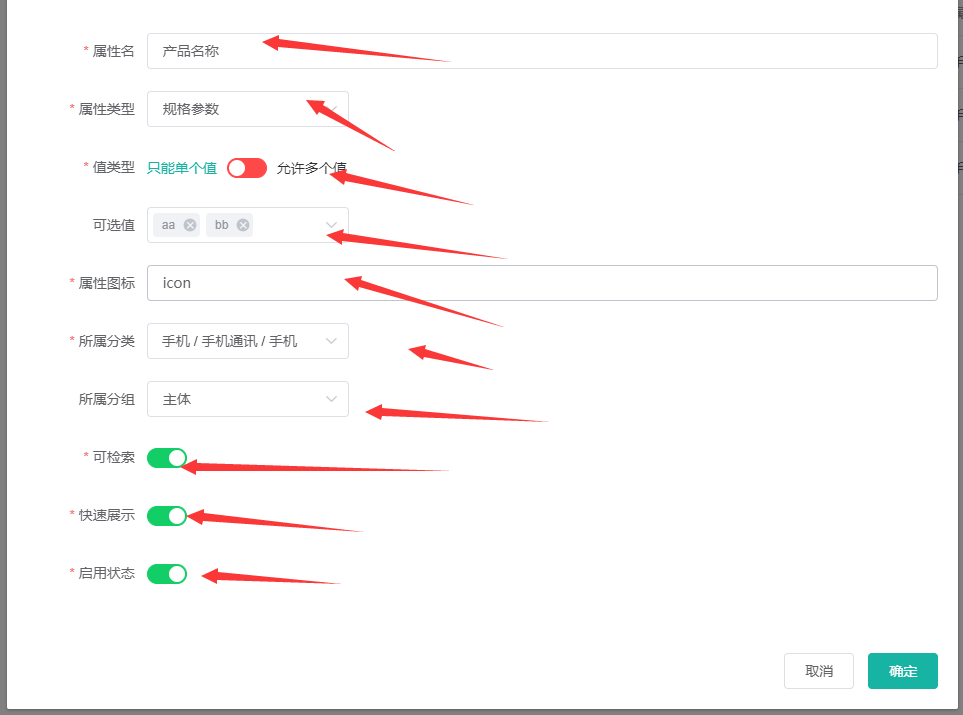 * 属性名 产品名称
* 属性类型 规格参数
* 值类型 只能单个值 允许多个值
可选值 aa bb
* 属性图标 icon
* 所属分类 手机 / 手机通讯 / 手机
所属分组 主体
* 可检索
* 快速展示
* 启用状态
取消 确定